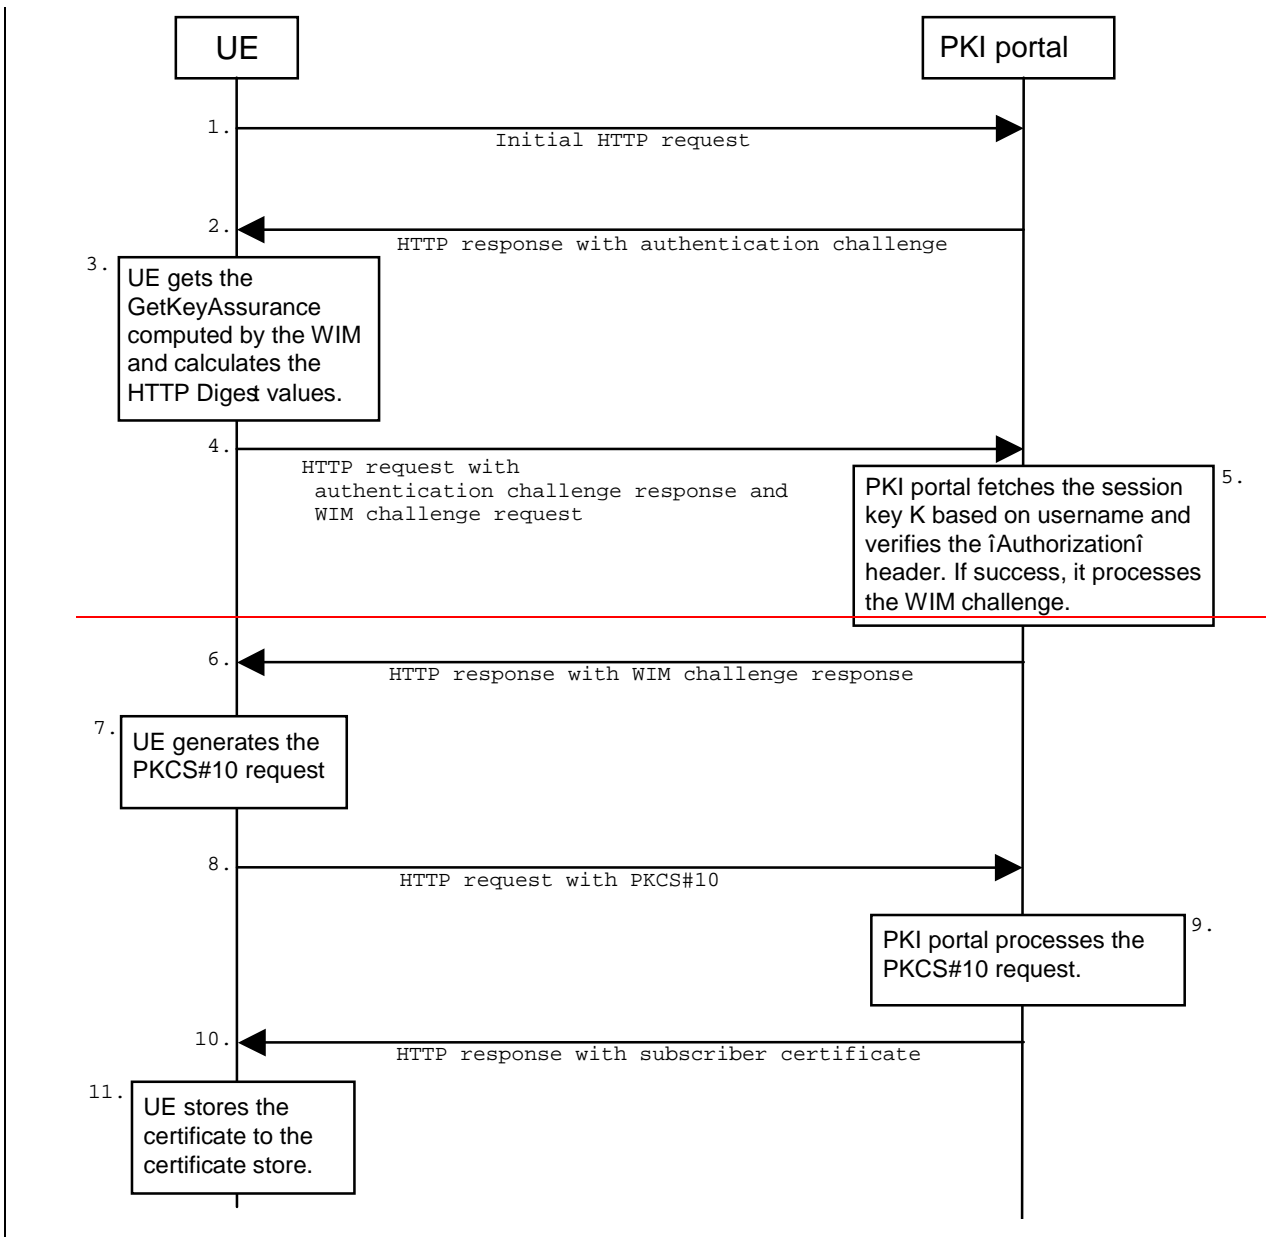 UE
PKI portal
1.
Initial HTTP request
2.
HTTP response with authentication challenge
3.
UE gets the
GetKeyAssurance
computed by the WIM
and calculates the
HTTP Digest values.
4.
HTTP request with
authentication challenge response and
WIM challenge request
5.
PKI portal fetches the session
key K based on username and
verifies the îAuthorizationî
header. If success, it processes
the WIM challenge.
6.
HTTP response with WIM challenge response
7.
UE generates the
PKCS#10 request
8.
HTTP request with PKCS#10
9.
PKI portal processes the
PKCS#10 request.
10.
HTTP response with subscriber certificate
11.
UE stores the
certificate to the
certificate store.